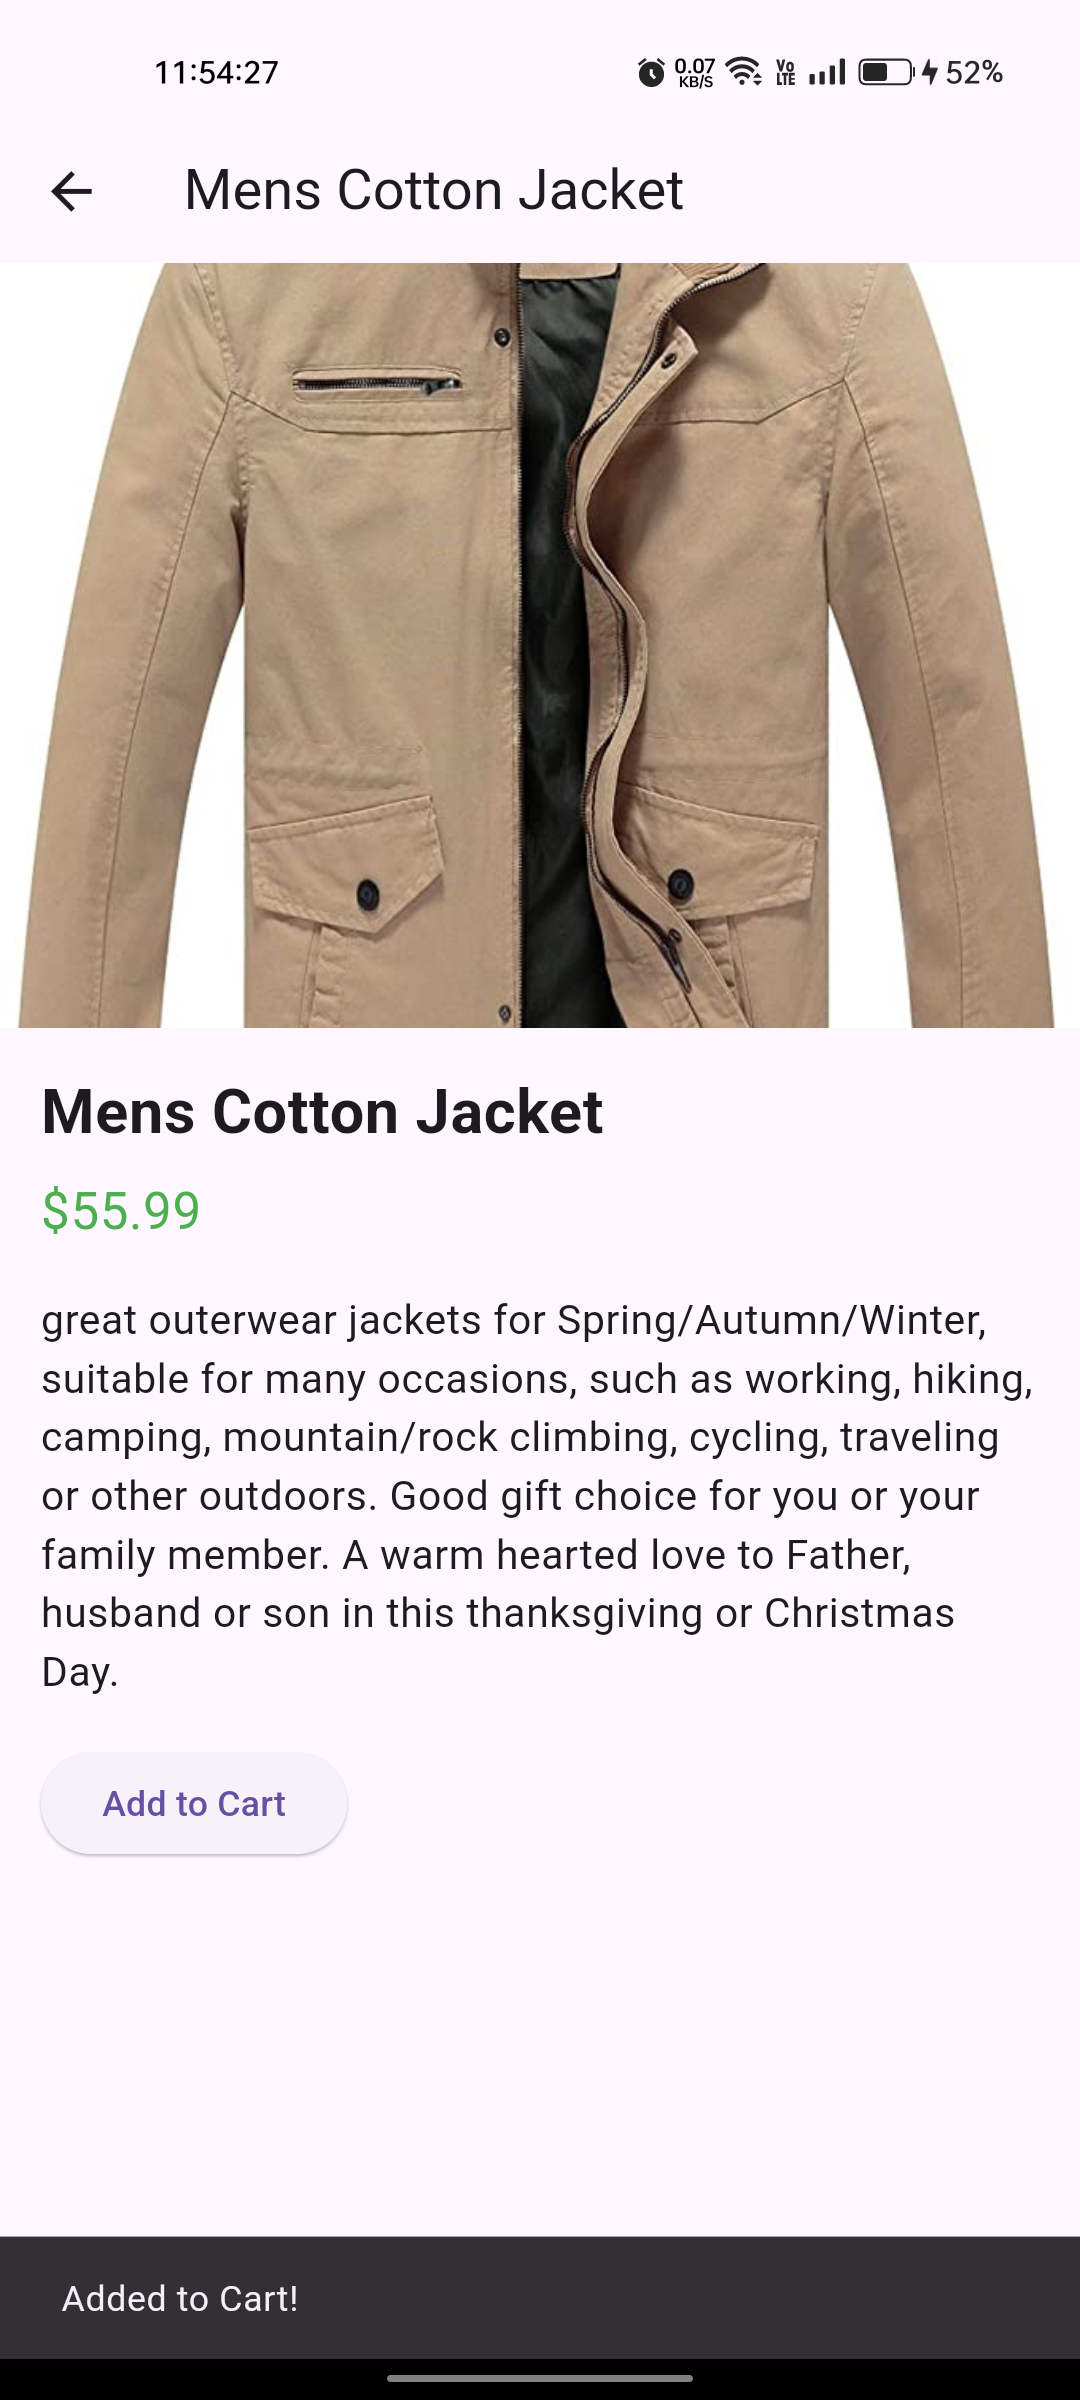 11:54:27
0.07
KB/S
Vo
LTE
52%
Mens Cotton Jacket
Mens Cotton Jacket
$55.99
great outerwear jackets for Spring/Autumn/Winter,
suitable for many occasions, such as working, hiking,
camping, mountain/rock climbing, cycling, traveling
or other outdoors. Good gift choice for you or your
family member. A warm hearted love to Father,
husband or son in this thanksgiving or Christmas
Day.
Add to Cart
Added to Cart!